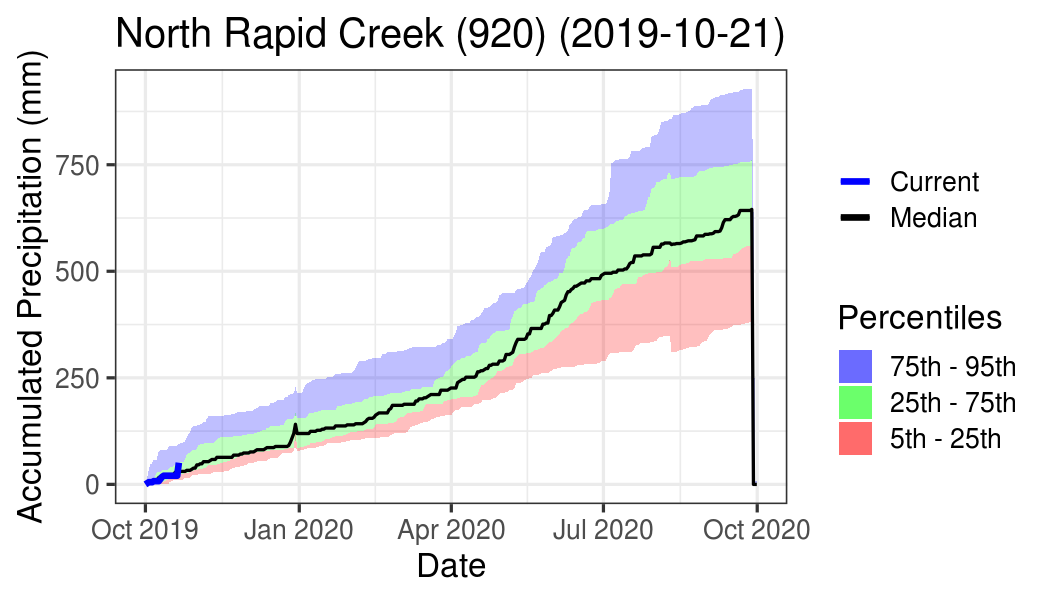 North Rapid Creek (920) (2019-10-21)
Accumulated Precipitation (mm)
750
500
250
0
Oct 2019
Jan 2020
Apr 2020
Jul 2020
Oct 2020
Date
Current
Median
Percentiles
75th - 95th
25th - 75th
5th - 25th